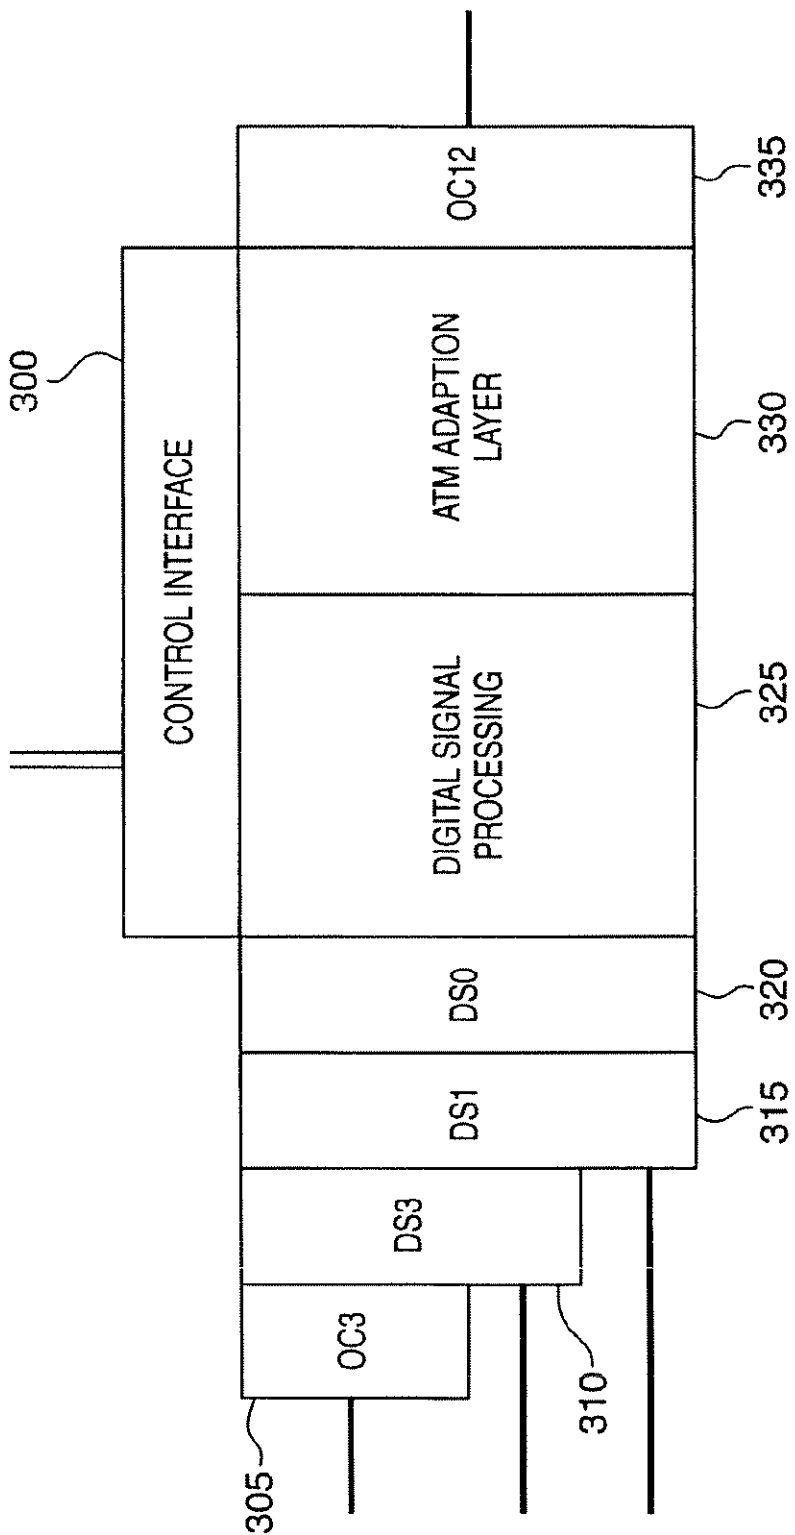 300
CONTROL INTERFACE
305
OC3
310
DS3
DS1
315
DS0
320
DIGITAL SIGNAL
PROCESSING
325
ATM ADAPTION
LAYER
330
OC12
335